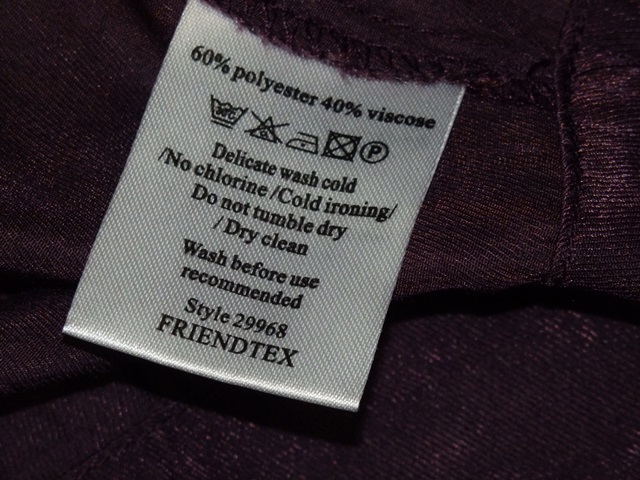 60% polyester 40% viscose
Delicate wash cold
/No chlorine /Cold ironing/
Do not tumble dry
/ Dry clean
Wash before use
recommended
Style 29968
FRIENDTEX